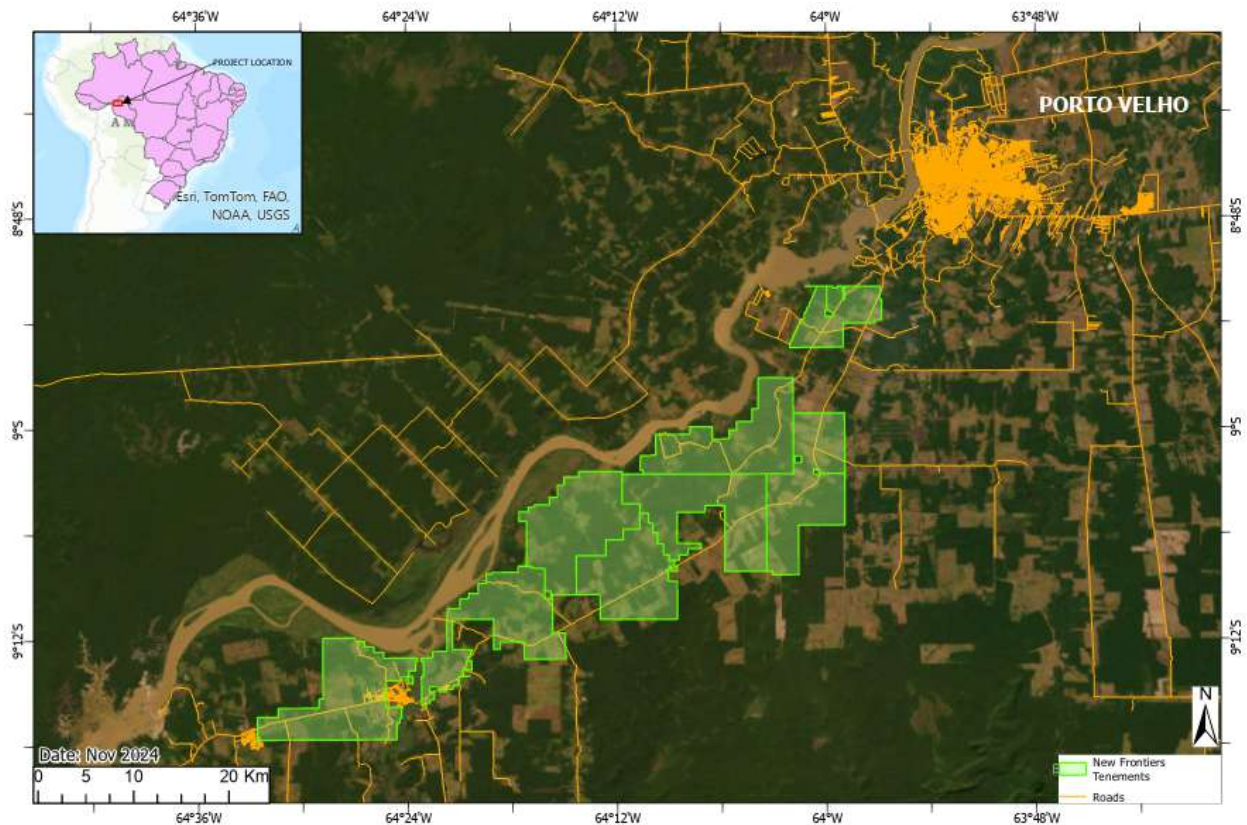 64°36'W 64°24'W 64°12'W 64°W 63°48'W
PROJECT LOCATION
Esri, TomTom, FAO,
NOAA, USGS
PORTO VELHO
8°48'S 8°48'S
9°S 9°S
9°12'S 9°12'S
Date: Nov 2024
0 5 10 20 Km
N
New Frontiers
Tenements
Roads
64°36'W 64°24'W 64°12'W 64°W 63°48'W